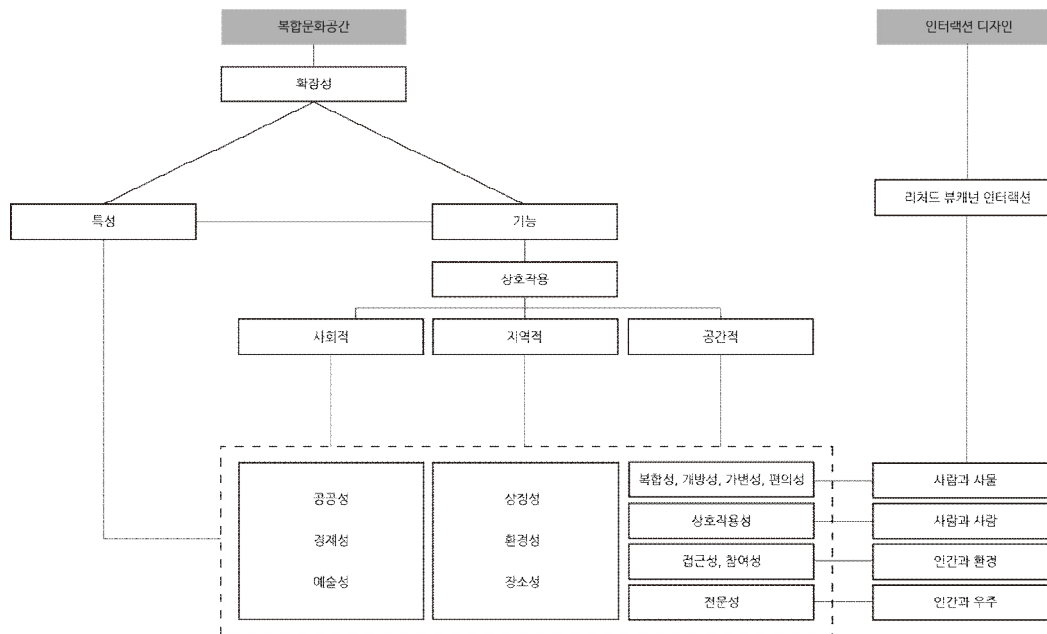 복합문화공간
인터랙션 디자인
확장성
리처드 뷰캐넌 인터랙션
특성
기능
상호작용
사회적
지역적
공간적
공공성
경제성
예술성
상징성
환경성
장소성
복합성, 개방성, 가변성, 편의성
상호작용성
접근성, 참여성
전문성
사람과 사물
사람과 사람
인간과 환경
인간과 우주